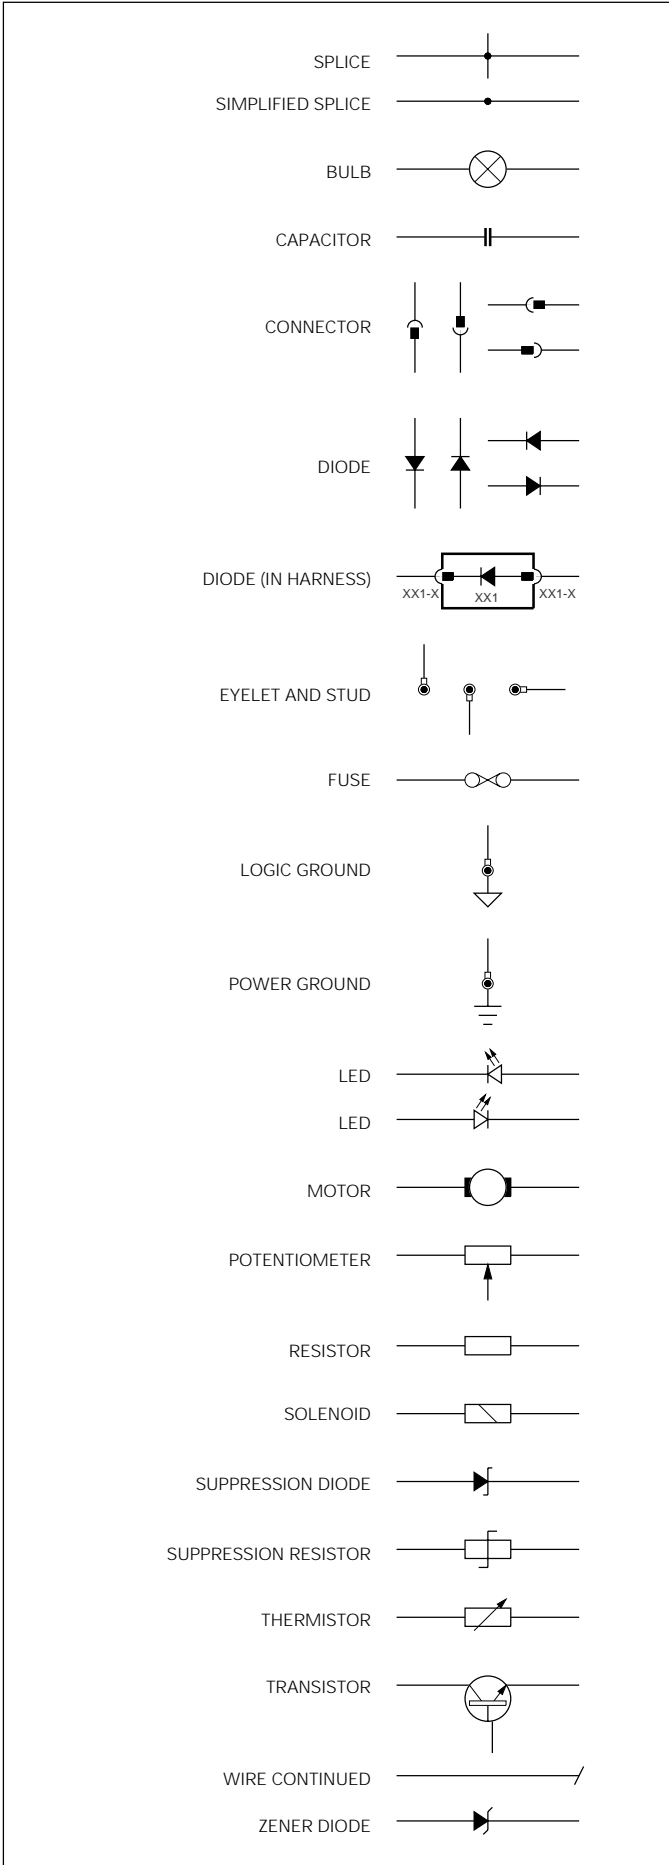 SPLICE
SIMPLIFIED SPLICE
BULB
CAPACITOR
CONNECTOR
DIODE
DIODE (IN HARNESS)
XX1-X XX1 XX1-X
EYELET AND STUD
FUSE
LOGIC GROUND
POWER GROUND
LED
LED
MOTOR
POTENTIOMETER
RESISTOR
SOLENOID
SUPPRESSION DIODE
SUPPRESSION RESISTOR
THERMISTOR
TRANSISTOR
WIRE CONTINUED
ZENER DIODE